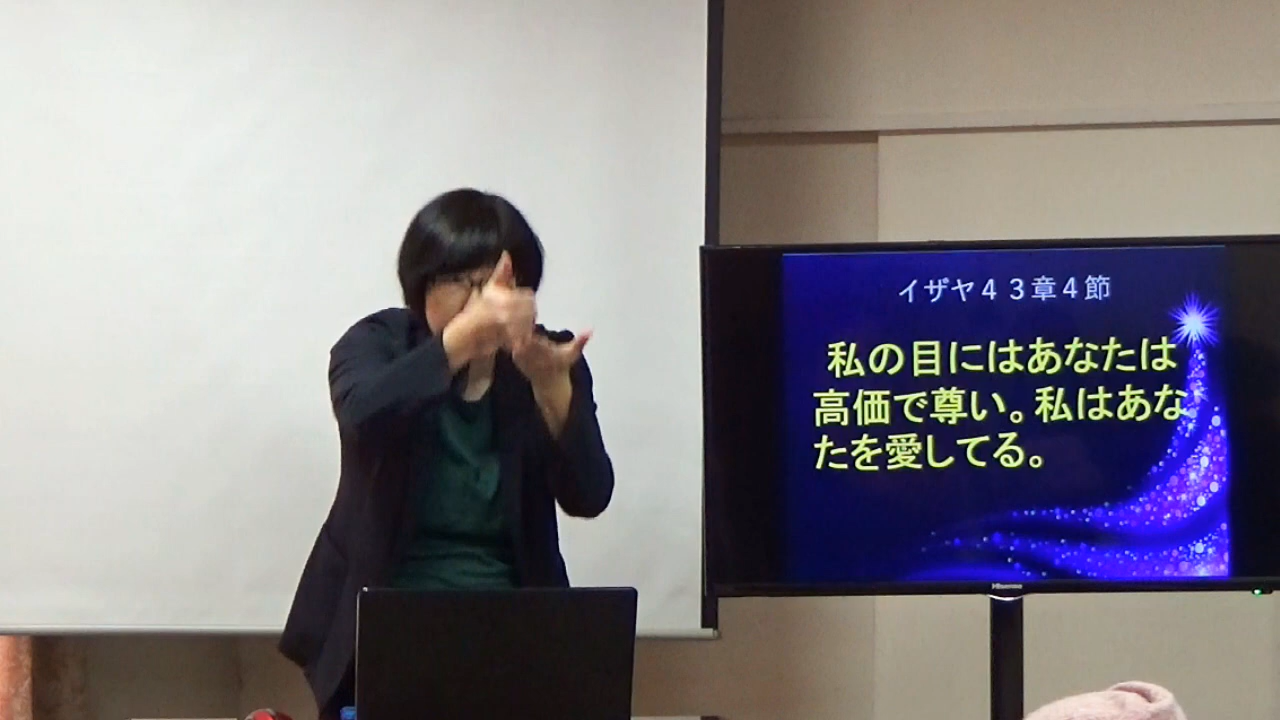 イザヤ４３章４節
私の目にはあなたは
高価で尊い。私はあな
たを愛してる。
Hisense